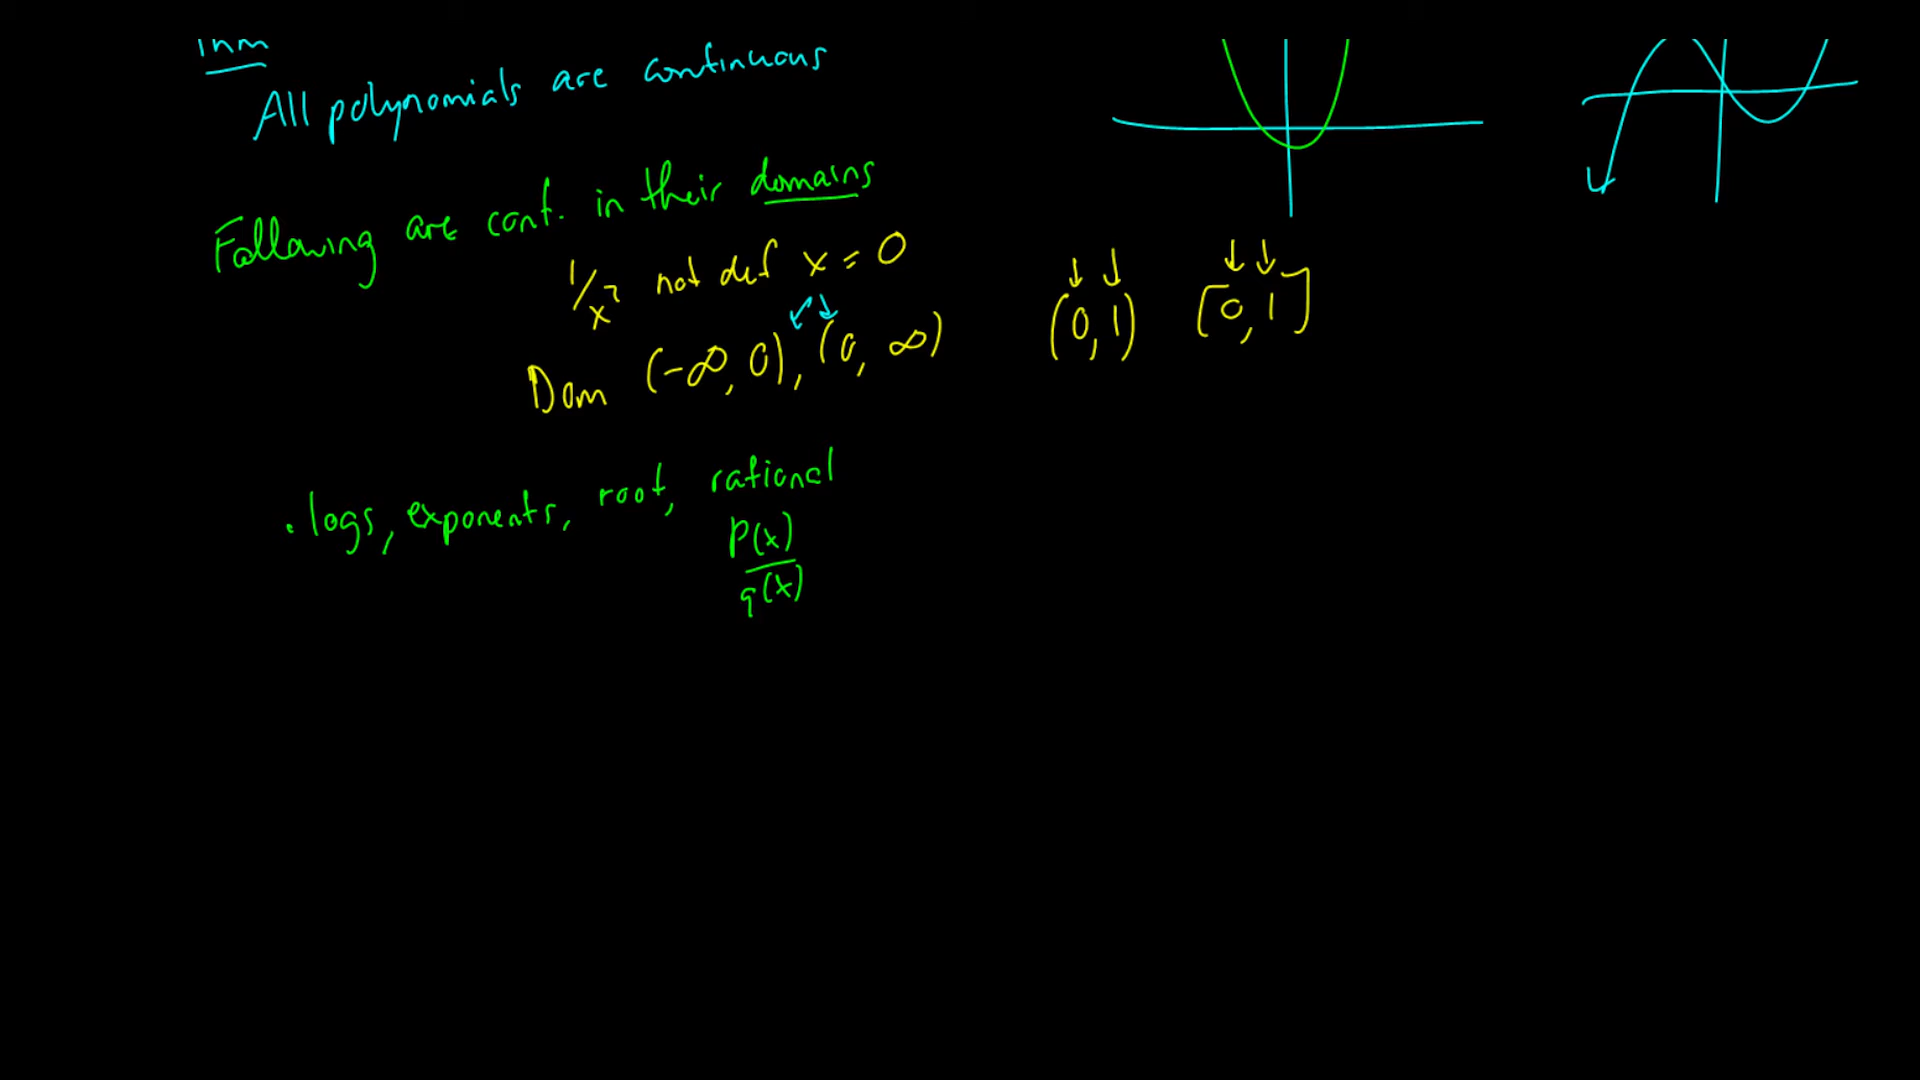 Thm
All polynomials are continuous
Following are cont. in their domains
1/x² not def x = 0
Dom (-∞, 0), (0, ∞)
(0, 1) [0, 1]
. logs, exponents, root, rational
P(x)
q(x)